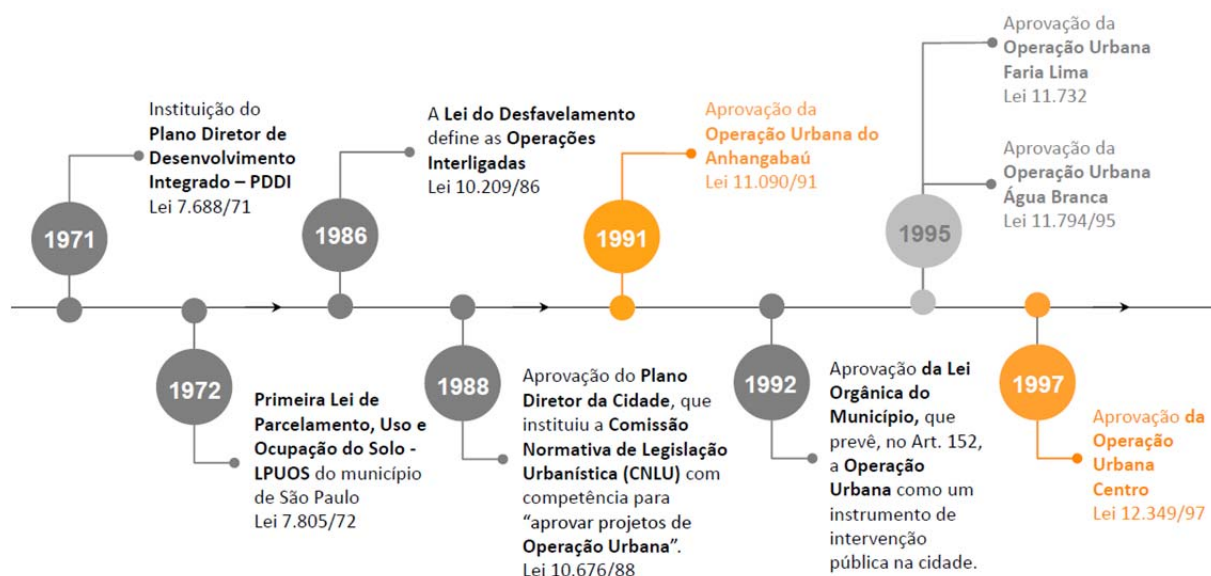 1971
Instituição do
Plano Diretor de
Desenvolvimento
Integrado – PDDI
Lei 7.688/71
1972
Primeira Lei de
Parcelamento, Uso e
Ocupação do Solo -
LPUOS do município
de São Paulo
Lei 7.805/72
1986
A Lei do Desfavelamento
define as Operações
Interligadas
Lei 10.209/86
1988
Aprovação do Plano
Diretor da Cidade, que
instituiu a Comissão
Normativa de Legislação
Urbanística (CNLU) com
competência para
“aprovar projetos de
Operação Urbana”.
Lei 10.676/88
1991
Aprovação da
Operação Urbana do
Anhangabaú
Lei 11.090/91
1992
Aprovação da Lei
Orgânica do
Município, que
prevê, no Art. 152,
a Operação
Urbana como um
instrumento de
intervenção
pública na cidade.
1995
Aprovação da
Operação Urbana
Faria Lima
Lei 11.732
Aprovação da
Operação Urbana
Água Branca
Lei 11.794/95
1997
Aprovação da
Operação
Urbana
Centro
Lei 12.349/97